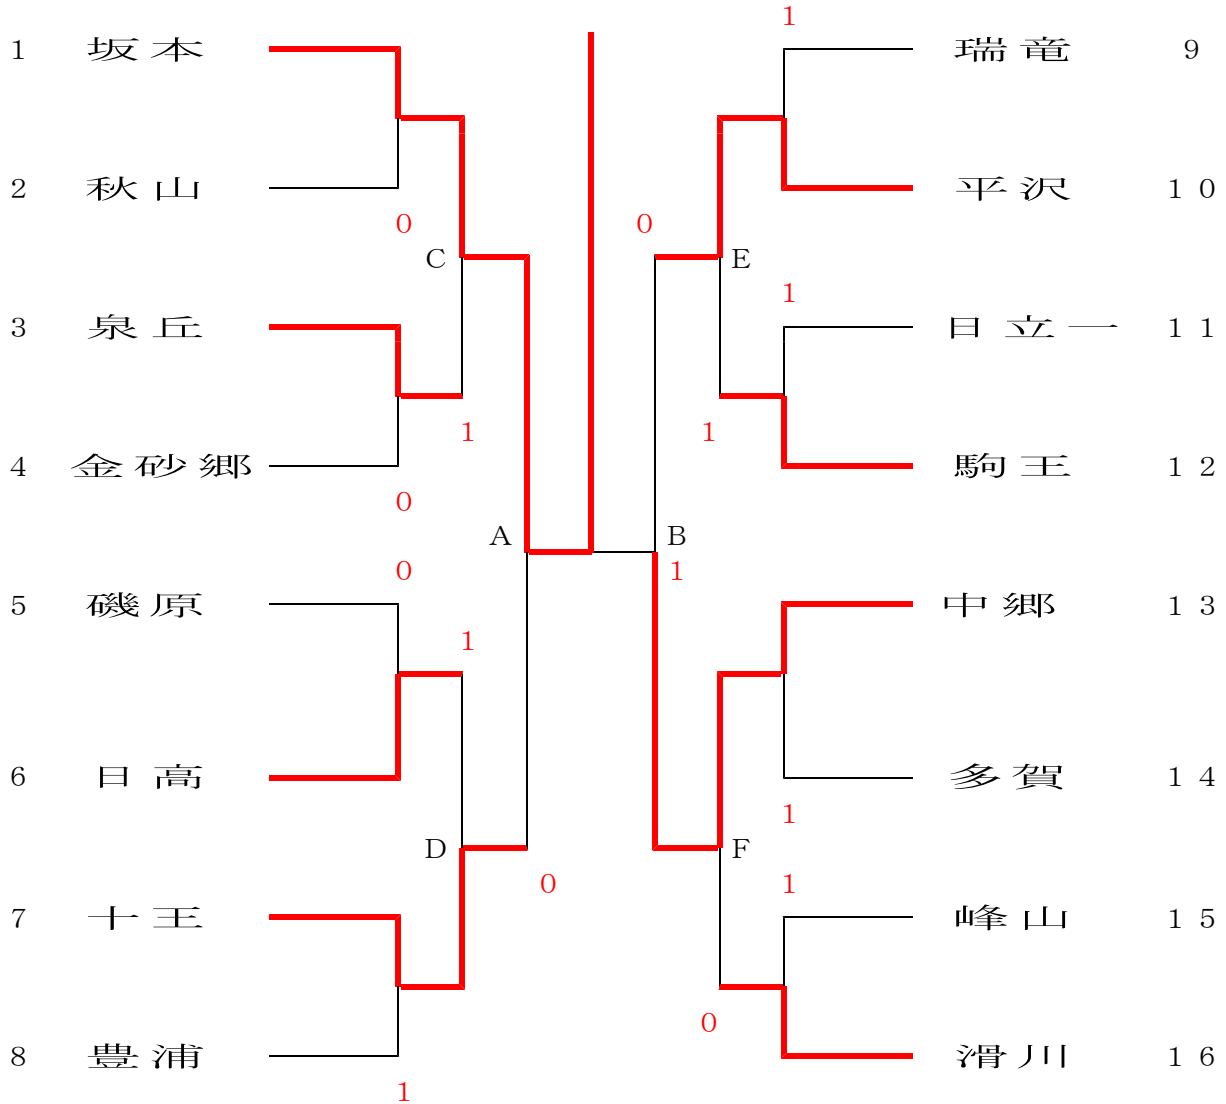 1
1 坂本 瑞竜 9
2 秋山 平沢 10
0 0
C E
1
3 泉丘 日立一 11
1 1
4 金砂郷 駒王 12
0
A B
0 1
5 磯原 中郷 13
1
6 日高 多賀 14
1
D F
0 1
7 十王 峰山 15
0
8 豊浦 滑川 16
1